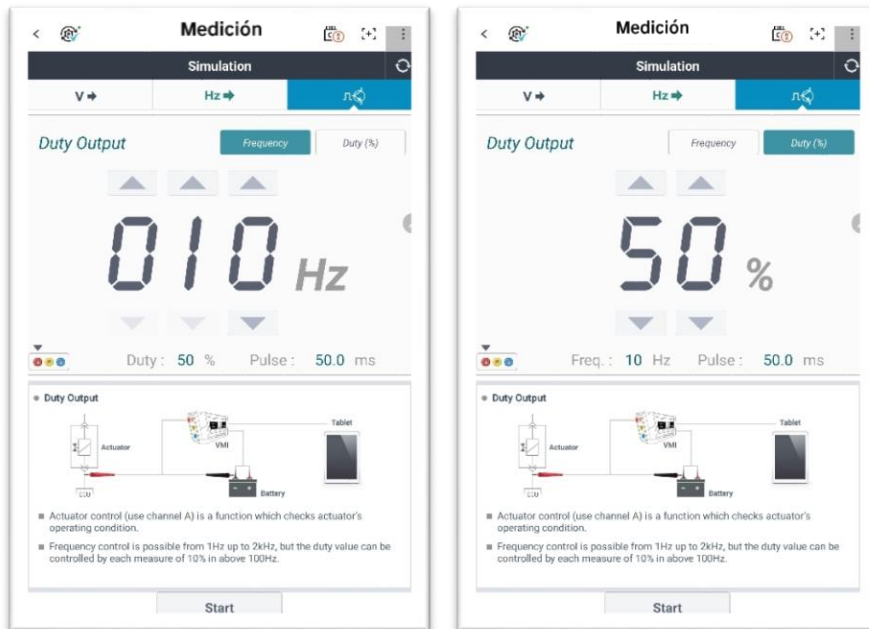 Medición
Simulation
V
Hz
Duty Output
Frequency
Duty (%)
010 Hz
Duty : 50 % Pulse : 50.0 ms
Duty Output
Actuator
ECU
VMI
Battery
Tablet
Actuator control (use channel A) is a function which checks actuator's
operating condition.
Frequency control is possible from 1Hz up to 2kHz, but the duty value can be
controlled by each measure of 10% in above 100Hz.
Start
Medición
Simulation
V
Hz
Duty Output
Frequency
Duty (%)
50 %
Freq. : 10 Hz Pulse : 50.0 ms
Duty Output
Actuator
ECU
VMI
Battery
Tablet
Actuator control (use channel A) is a function which checks actuator's
operating condition.
Frequency control is possible from 1Hz up to 2kHz, but the duty value can be
controlled by each measure of 10% in above 100Hz.
Start